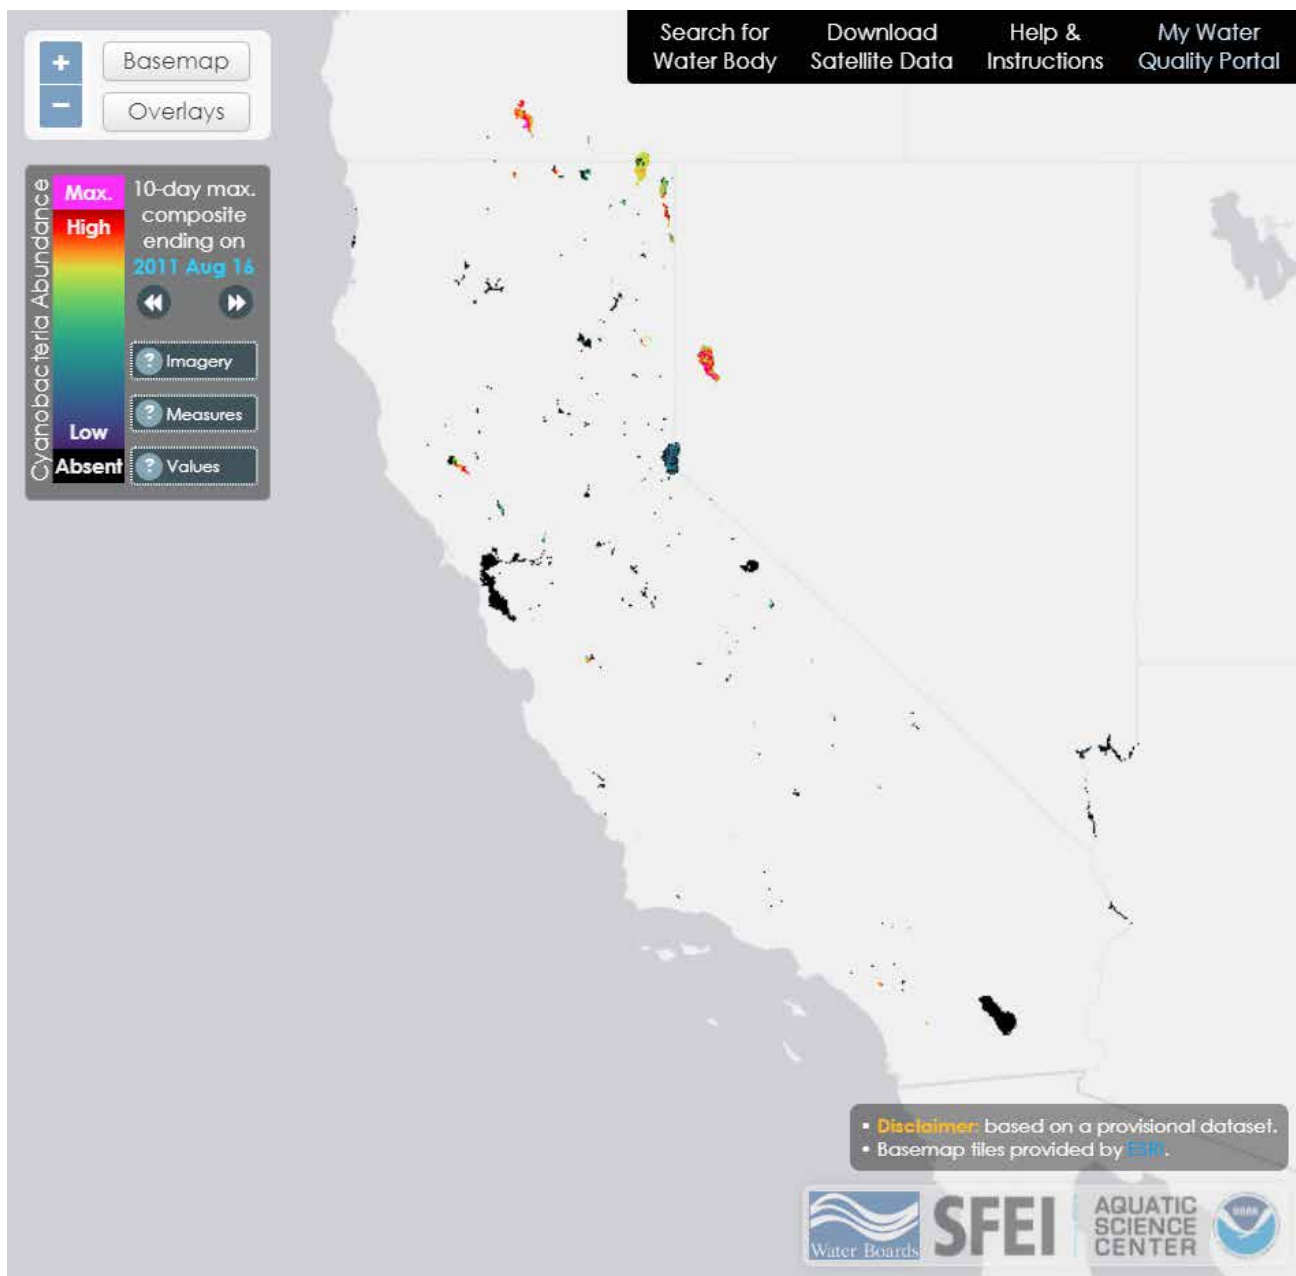 Search for
Water Body
Download
Satellite Data
Help &
Instructions
My Water
Quality Portal
+
Basemap
−
Overlays
Cyanobacteria Abundance
Max.
High
Low
Absent
10-day max.
composite
ending on
2011 Aug 16
? Imagery
? Measures
? Values
• Disclaimer: based on a provisional dataset.
• Basemap files provided by ESRI.
Water Boards
SFEI
AQUATIC
SCIENCE
CENTER
NOAA